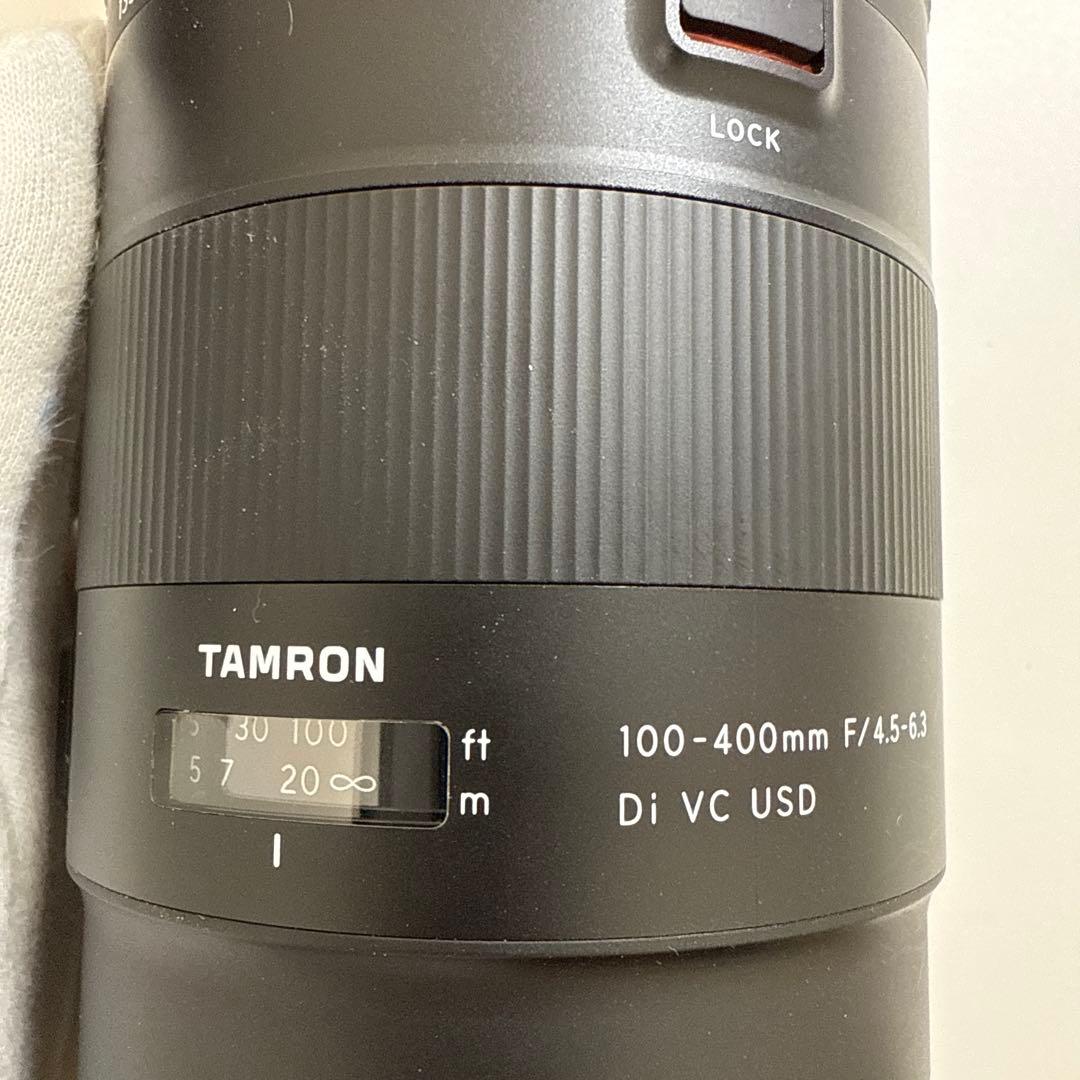 LOCK
TAMRON
30 100 ft
5 7 20 ∞ m
100-400mm F/4.5-6.3
Di VC USD